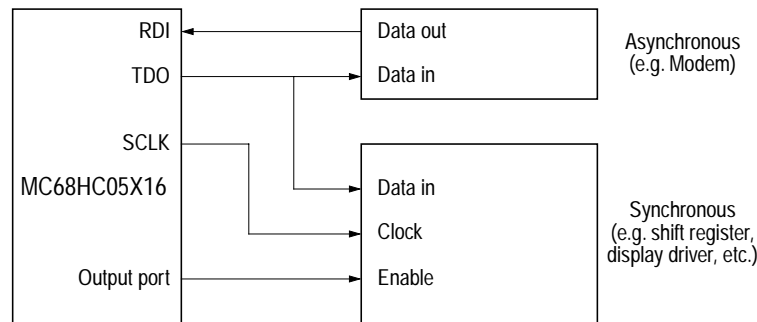 RDI
TDO
SCLK
MC68HC05X16
Output port
Data out
Data in
Asynchronous
(e.g. Modem)
Data in
Clock
Enable
Synchronous
(e.g. shift register,
display driver, etc.)